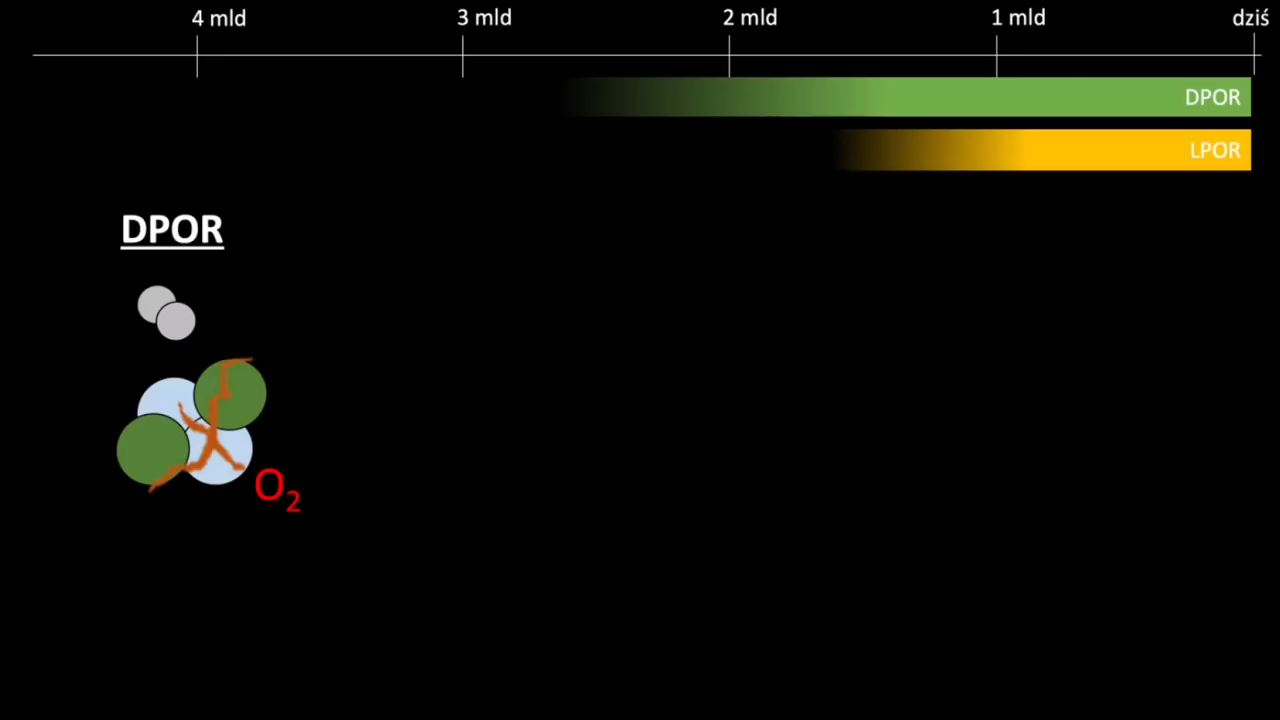 4 mld 3 mld 2 mld 1 mld dziś
DPOR
LPOR
DPOR
O₂